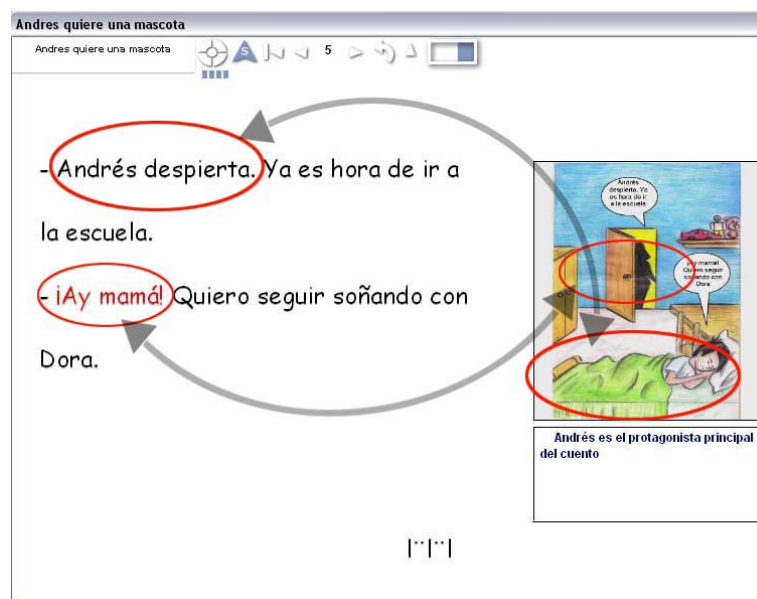 Andres quiere una mascota
Andres quiere una mascota
S
5
- Andrés despierta. Ya es hora de ir a
la escuela.
- ¡Ay mamá! Quiero seguir soñando con
Dora.
Andrés
despierta. Ya
es hora de ir
a la escuela
¡Ay mamá!
Quiero seguir
soñando con
Dora
Andrés es el protagonista principal
del cuento